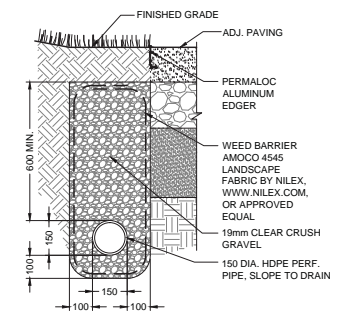 FINISHED GRADE
ADJ. PAVING
PERMALOC
ALUMINUM
EDGER
WEED BARRIER
AMOCO 4545
LANDSCAPE
FABRIC BY NILEX,
WWW.NILEX.COM,
OR APPROVED
EQUAL
19mm CLEAR CRUSH
GRAVEL
150 DIA. HDPE PERF.
PIPE, SLOPE TO DRAIN
600 MIN.
150
100
150
100
100